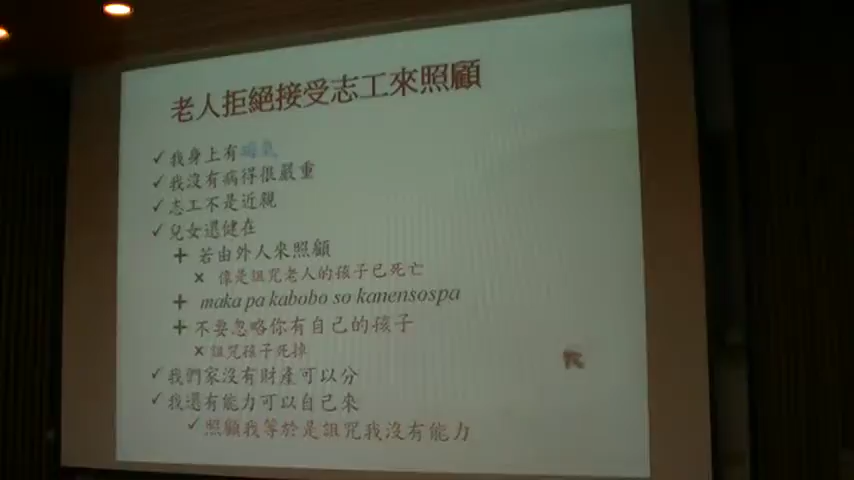 老人拒絕接受志工來照顧
✓ 我身上有
✓ 我沒有病得很嚴重
✓ 志工不是近親
✓ 兒女還健在
+ 若由外人來照顧
× 像是詛咒老人的孩子已死亡
+ maka pa kabobo so kanensospa
+ 不要忽略你有自己的孩子
× 詛咒孩子死掉
✓ 我們家沒有財產可以分
✓ 我還有能力可以自己來
✓ 照顧我等於是詛咒我沒有能力